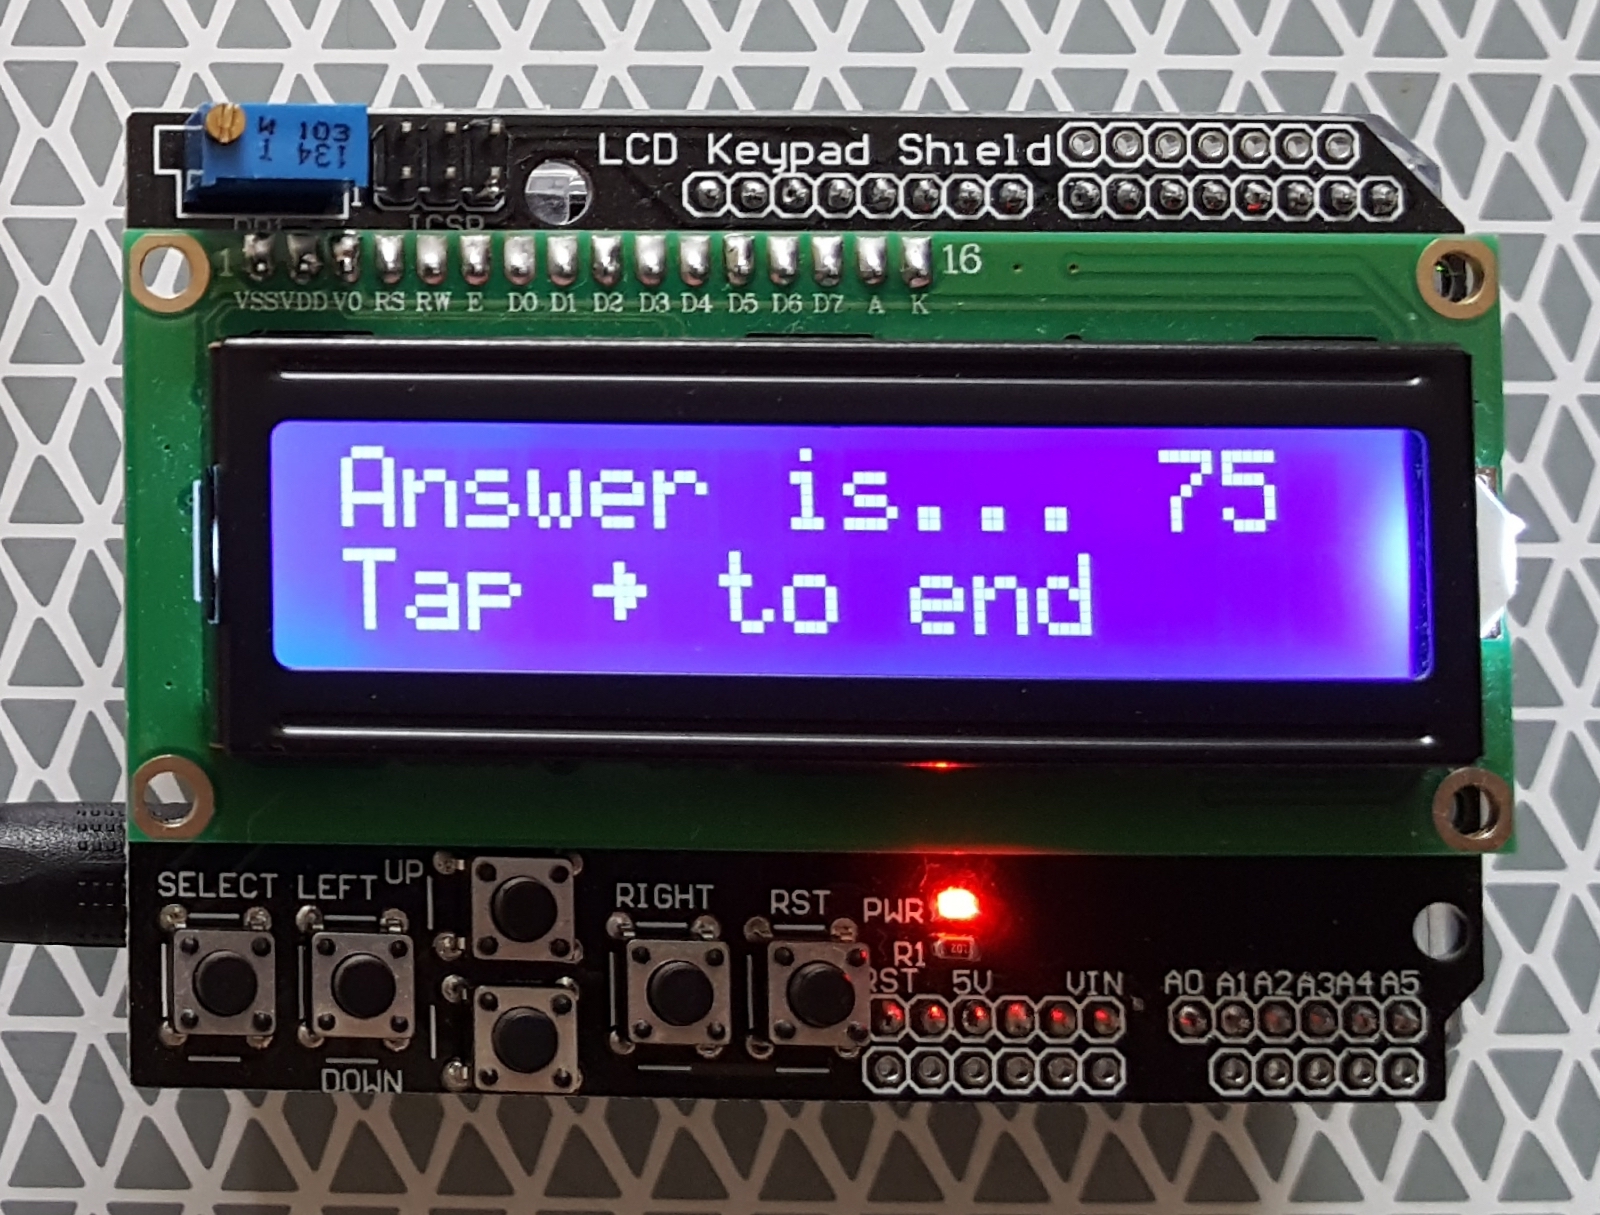 W 103
T 134
LCD Keypad Shield
1
ICSP
1
16
VSS VDD V0 RS RW E D0 D1 D2 D3 D4 D5 D6 D7 A K
Answer is... 75
Tap → to end
SELECT
LEFT
UP
DOWN
RIGHT
RST
PWR
R1
RST 5V VIN
A0 A1 A2 A3 A4 A5